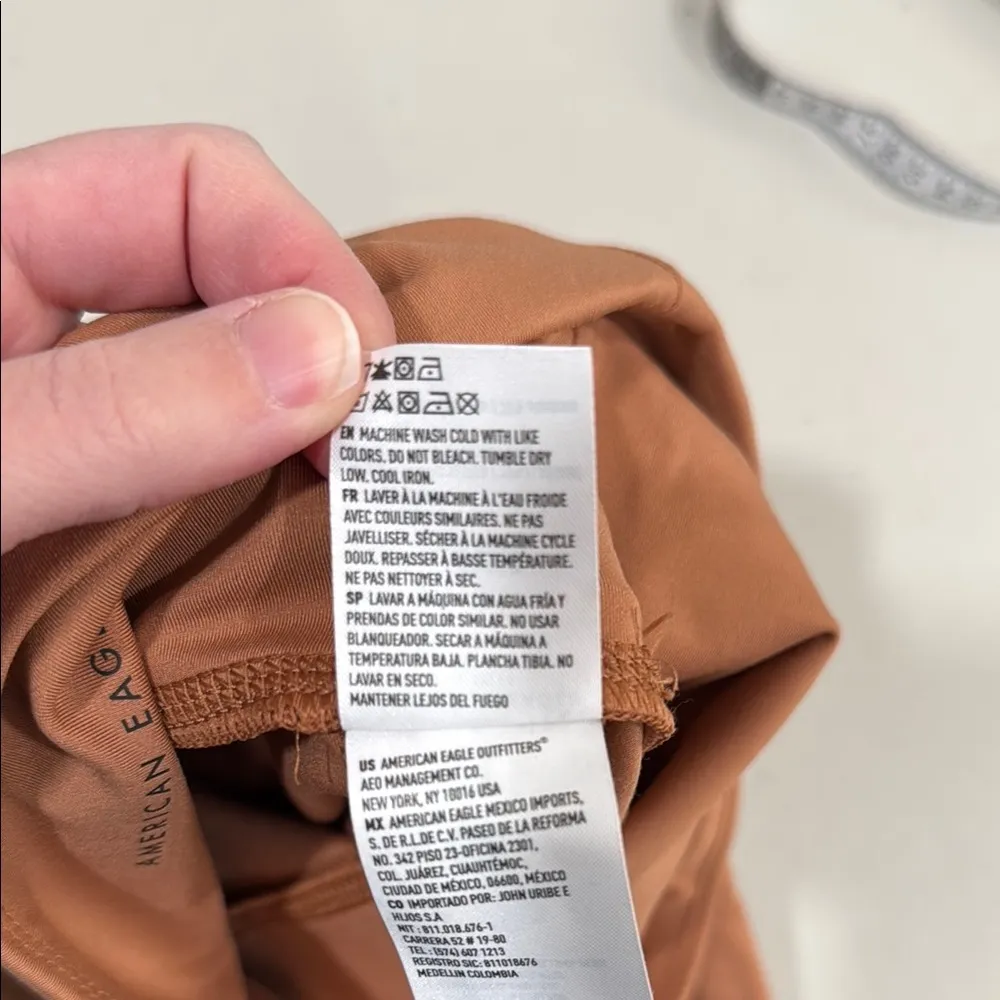 EN MACHINE WASH COLD WITH LIKE
COLORS. DO NOT BLEACH. TUMBLE DRY
LOW. COOL IRON.
FR LAVER À LA MACHINE À L'EAU FROIDE
AVEC COULEURS SIMILAIRES. NE PAS
JAVELLISER. SÉCHER À LA MACHINE CYCLE
DOUX. REPASSER À BASSE TEMPÉRATURE.
NE PAS NETTOYER À SEC.
SP LAVAR A MÁQUINA CON AGUA FRÍA Y
PRENDAS DE COLOR SIMILAR. NO USAR
BLANQUEADOR. SECAR A MÁQUINA A
TEMPERATURA BAJA. PLANCHA TIBIA. NO
LAVAR EN SECO.
MANTENER LEJOS DEL FUEGO
US AMERICAN EAGLE OUTFITTERS®
AEO MANAGEMENT CO.
NEW YORK, NY 10016 USA
MX AMERICAN EAGLE MEXICO IMPORTS,
S. DE R.L.DE C.V. PASEO DE LA REFORMA
NO. 342 PISO 23-OFICINA 2301,
COL. JUÁREZ, CUAUHTÉMOC,
CIUDAD DE MÉXICO, 06600, MÉXICO
CO IMPORTADO POR: JOHN URIBE E
HIJOS S.A
NIT : 811.018.676-1
CARRERA 52 # 19-80
TEL : (574) 607 1213
REGISTRO SIC: 811018676
MEDELLIN COLOMBIA
AMERICAN EAG